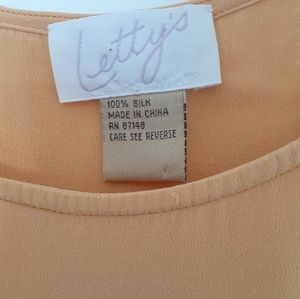 Letty's
100% SILK
MADE IN CHINA
RN 87148
CARE SEE REVERSE